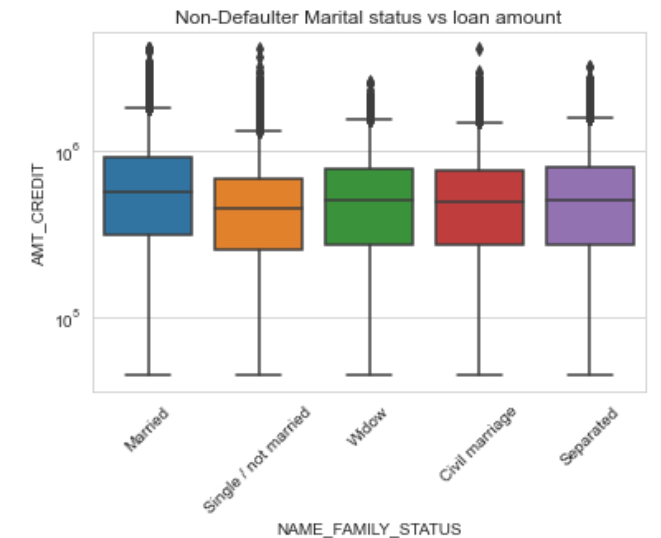 Non-Defaulter Marital status vs loan amount
AMT_CREDIT
10^6
10^5
Married
Single / not married
Widow
Civil marriage
Separated
NAME_FAMILY_STATUS